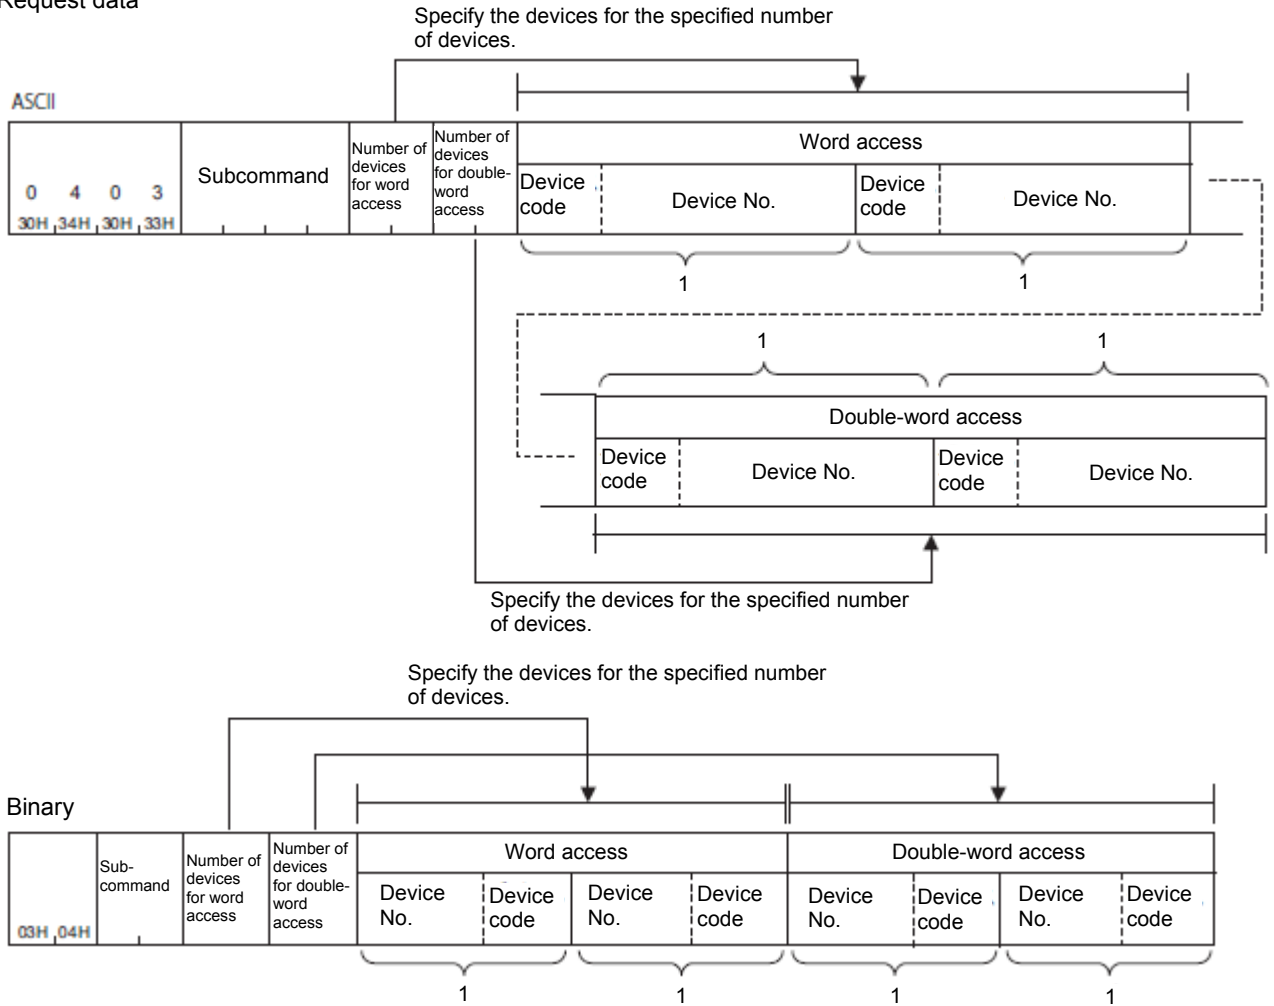 Request data
Specify the devices for the specified number
of devices.
ASCII
0 4 0 3
30H 34H 30H 33H
Subcommand
Number of
devices
for word
access
Number of
devices
for double-
word
access
Word access
Device
code
Device No.
Device
code
Device No.
1
1
1
1
Double-word access
Device
code
Device No.
Device
code
Device No.
Specify the devices for the specified number
of devices.
Specify the devices for the specified number
of devices.
Binary
03H 04H
Sub-
command
Number of
devices
for word
access
Number of
devices
for double-
word
access
Word access
Device
No.
Device
code
Device
No.
Device
code
Double-word access
Device
No.
Device
code
Device
No.
Device
code
1
1
1
1